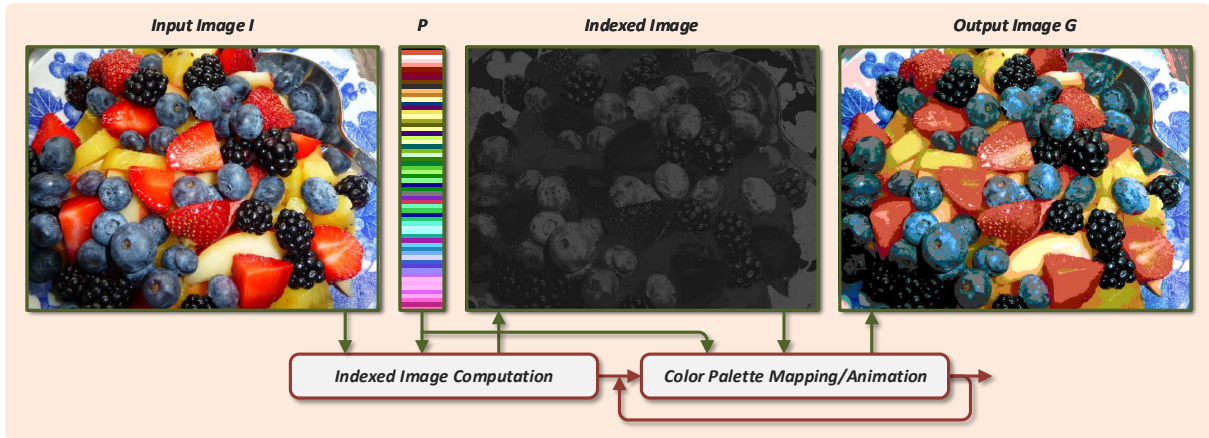 Input Image I
P
Indexed Image
Output Image G
Indexed Image Computation
Color Palette Mapping/Animation